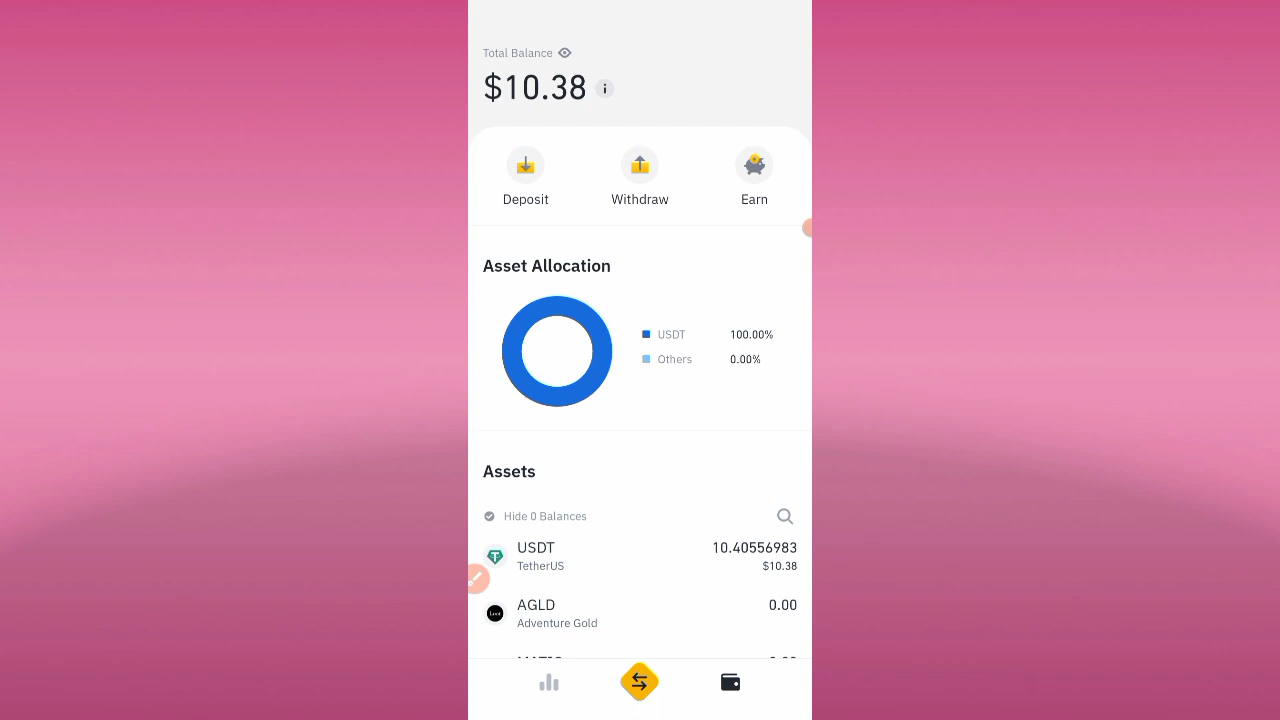 Total Balance
$10.38
Deposit
Withdraw
Earn
Asset Allocation
USDT 100.00%
Others 0.00%
Assets
Hide 0 Balances
USDT 10.40556983
TetherUS $10.38
AGLD 0.00
Loot
Adventure Gold